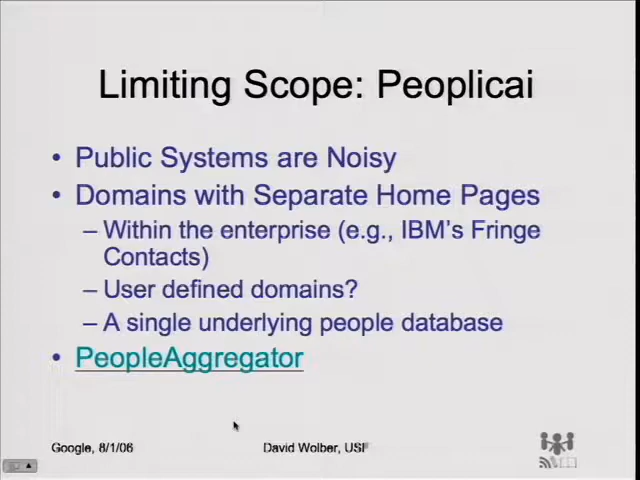 Limiting Scope: Peoplicai
• Public Systems are Noisy
• Domains with Separate Home Pages
– Within the enterprise (e.g., IBM's Fringe
Contacts)
– User defined domains?
– A single underlying people database
• PeopleAggregator
Google, 8/1/06
David Wolber, USF